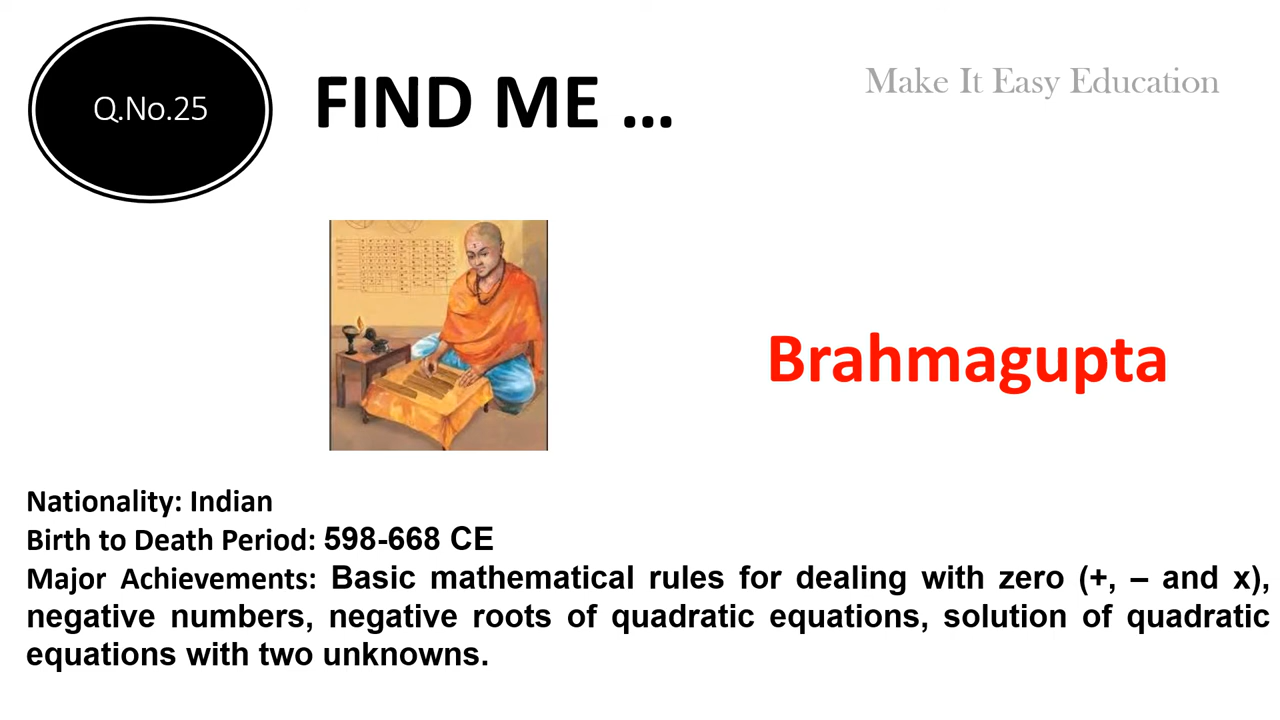 Q.No.25
FIND ME ...
Make It Easy Education
Brahmagupta
Nationality: Indian
Birth to Death Period: 598-668 CE
Major Achievements: Basic mathematical rules for dealing with zero (+, – and x),
negative numbers, negative roots of quadratic equations, solution of quadratic
equations with two unknowns.